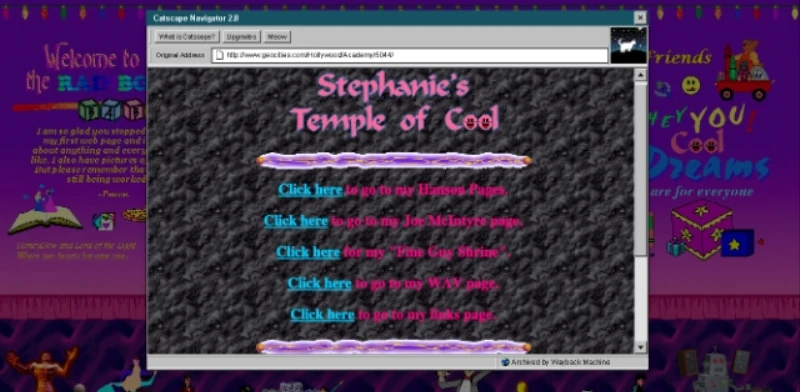 Catscape Navigator 2.0
What is Catscape? Upgrades Meow
Original Address: http://www.geocities.com/Hollywood/Academy/5044/
Stephanie's
Temple of Cool
Click here to go to my Hanson Pages.
Click here to go to my Joe McIntyre page.
Click here for my "Fine Guy Shrine".
Click here to go to my WAV page.
Click here to go to my links page.
Archived by Wayback Machine
Welcome to
the
I am so glad you stopped
my first web page and
about anything and every
like. I also have pictures
But please remember
still being worked
friends
HEY YOU!
Cool
Dreams
are for everyone